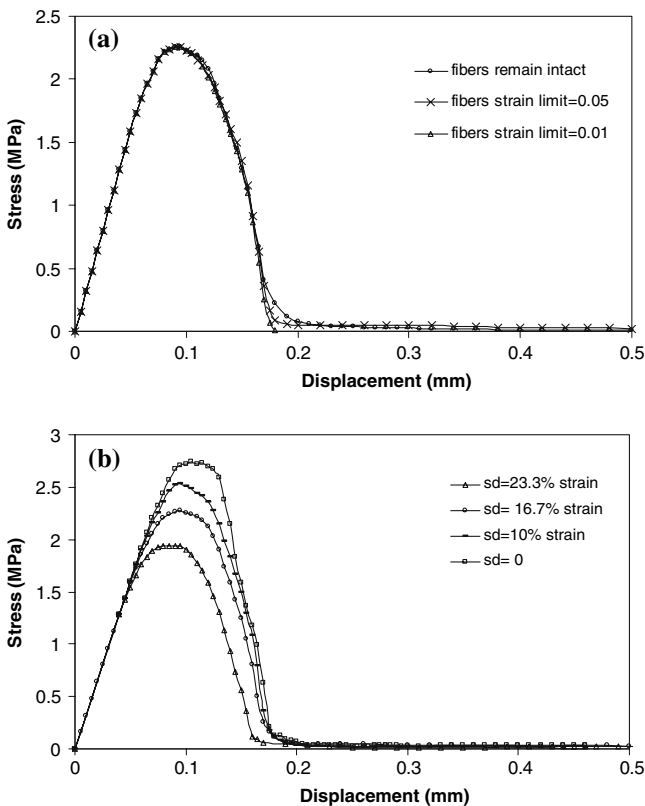 (a)
2.5
2
1.5
1
0.5
0
Stress (MPa)
fibers remain intact
fibers strain limit=0.05
fibers strain limit=0.01
0 0.1 0.2 0.3 0.4 0.5
Displacement (mm)
(b)
3
2.5
2
1.5
1
0.5
0
Stress (MPa)
sd=23.3% strain
sd= 16.7% strain
sd=10% strain
sd= 0
0 0.1 0.2 0.3 0.4 0.5
Displacement (mm)